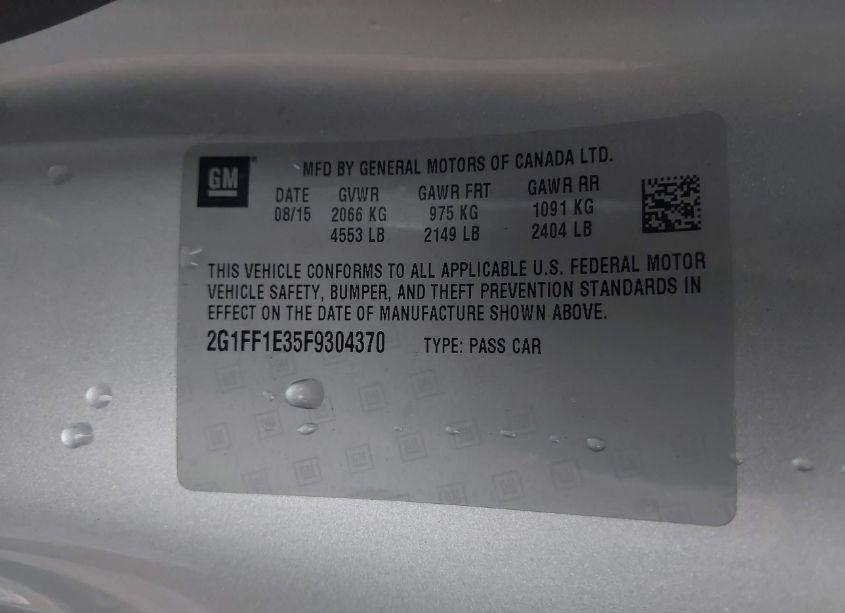 GM
MFD BY GENERAL MOTORS OF CANADA LTD.
DATE GVWR GAWR FRT GAWR RR
08/15 2066 KG 975 KG 1091 KG
4553 LB 2149 LB 2404 LB
THIS VEHICLE CONFORMS TO ALL APPLICABLE U.S. FEDERAL MOTOR
VEHICLE SAFETY, BUMPER, AND THEFT PREVENTION STANDARDS IN
EFFECT ON THE DATE OF MANUFACTURE SHOWN ABOVE.
2G1FF1E35F9304370 TYPE: PASS CAR